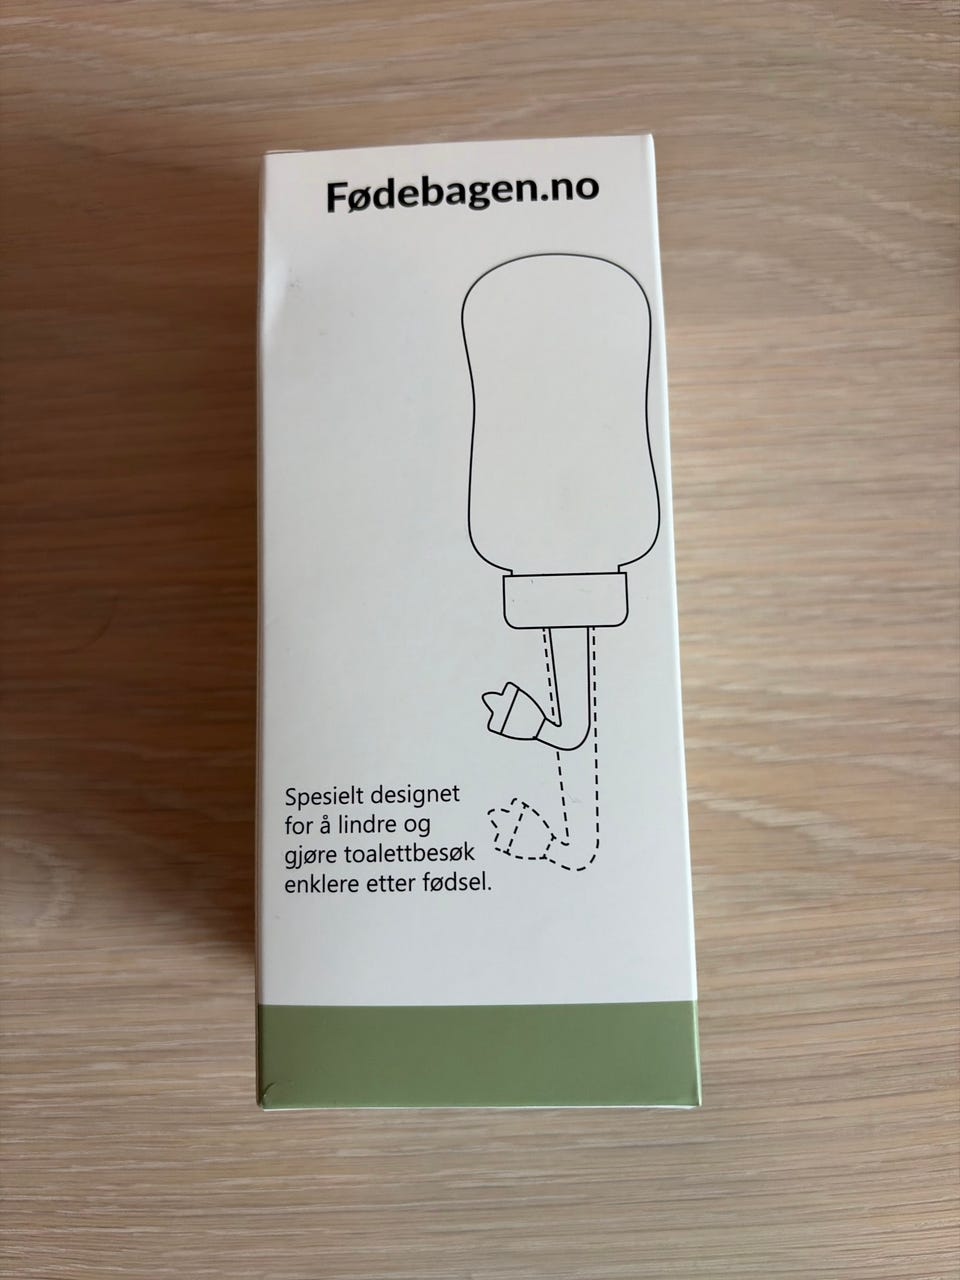 Fødebagen.no
Spesielt designet
for å lindre og
gjøre toalettbesøk
enklere etter fødsel.